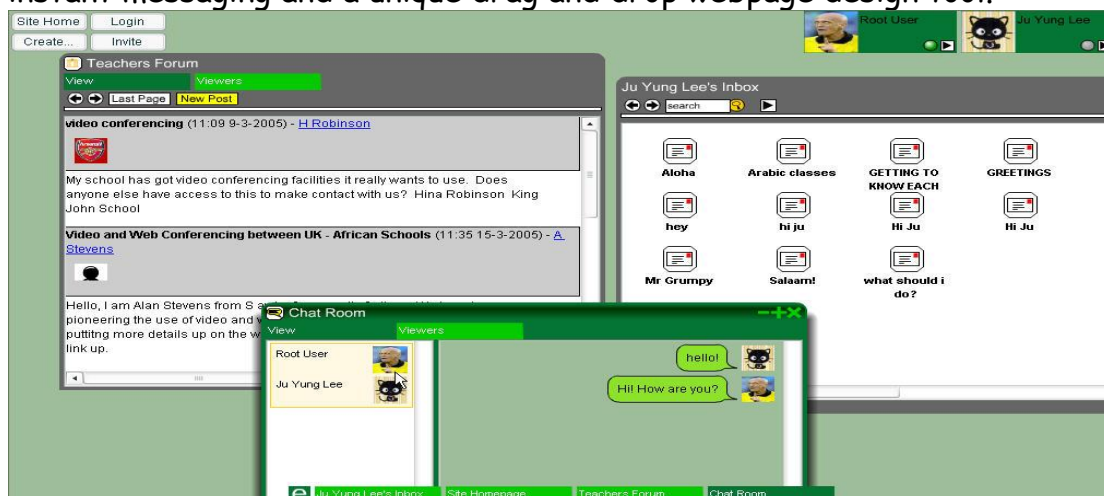 instant messaging and a unique drag and drop webpage design tool.
Site Home Login
Create... Invite
Root User
Ju Yung Lee
Teachers Forum
View Viewers
Last Page New Post
video conferencing (11:09 9-3-2005) - H Robinson
My school has got video conferencing facilities it really wants to use. Does
anyone else have access to this to make contact with us? Hina Robinson King
John School
Video and Web Conferencing between UK - African Schools (11:35 15-3-2005) - A
Stevens
Hello, I am Alan Stevens from S
pioneering the use of video and
puttitng more details up on the w
link up.
Ju Yung Lee's Inbox
search
Aloha Arabic classes GETTING TO GREETINGS
KNOW EACH
hey hi ju Hi Ju Hi Ju
Mr Grumpy Salaam! what should i
do?
Chat Room
View Viewers
Root User
Ju Yung Lee
hello!
Hi! How are you?
Ju Yung Lee's Inbox Site Homepage Teachers Forum Chat Room